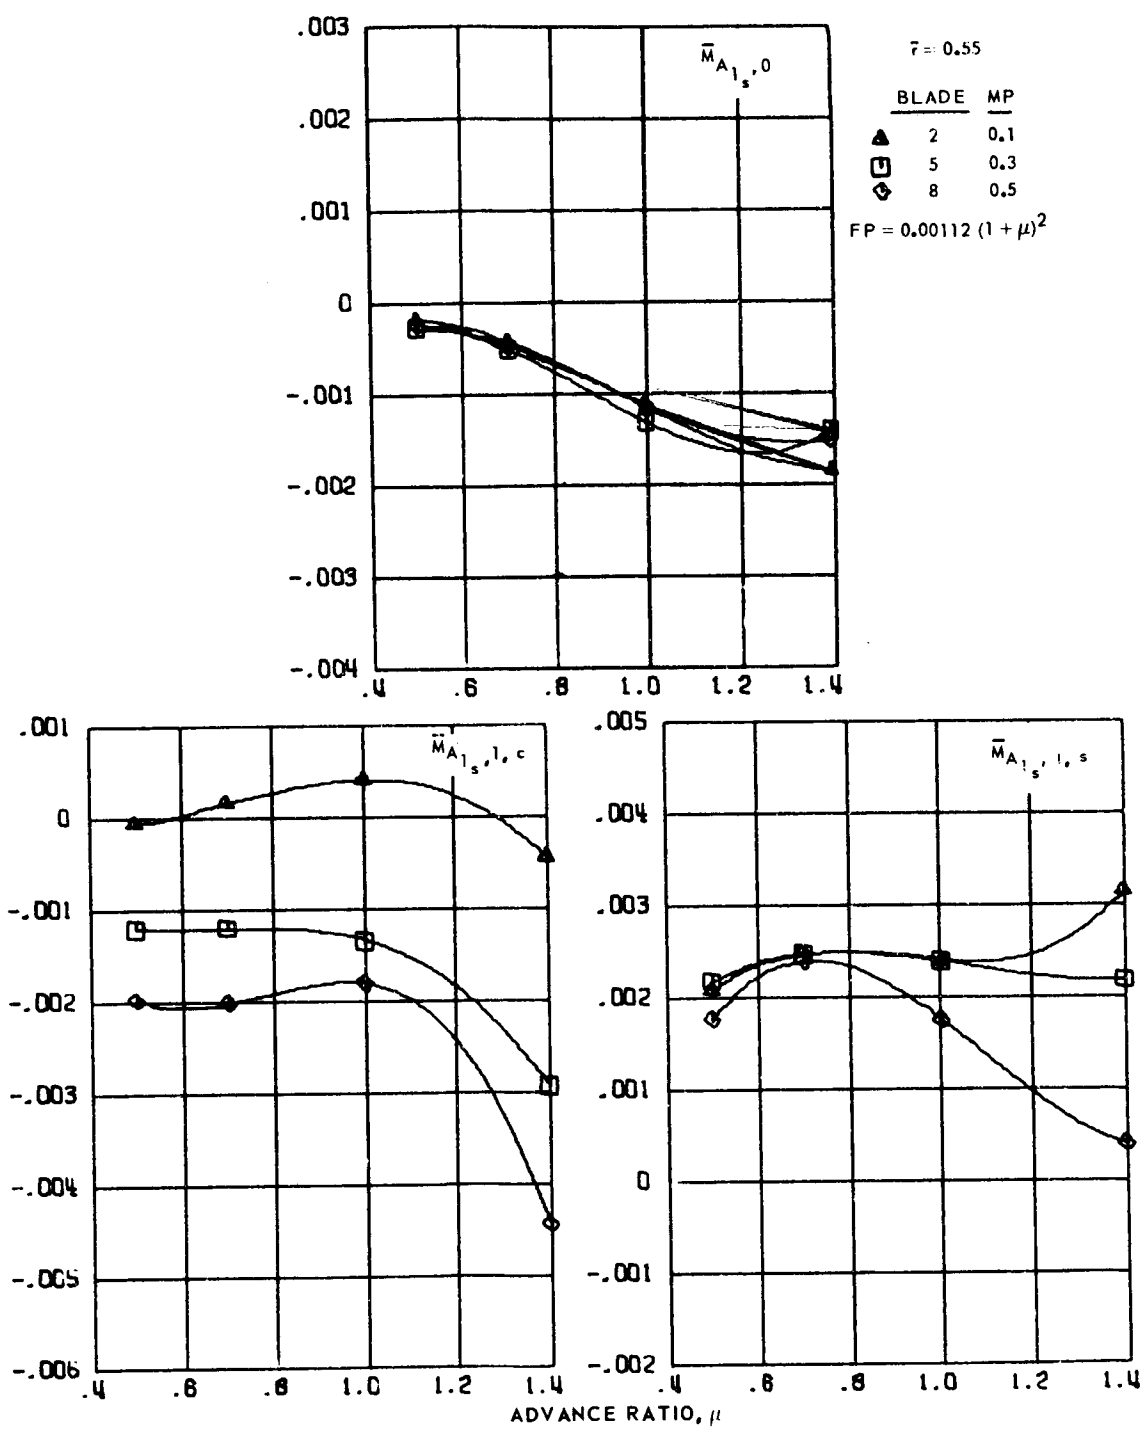 .003
.002
.001
0
-.001
-.002
-.003
-.004
.4 .6 .8 1.0 1.2 1.4
M̄A1s,0
r̄ = 0.55
BLADE MP
2 0.1
5 0.3
8 0.5
FP = 0.00112 (1 + μ)²
.001
0
-.001
-.002
-.003
-.004
-.005
-.006
.4 .6 .8 1.0 1.2 1.4
M̄A1s,1,c
.005
.004
.003
.002
.001
0
-.001
-.002
.4 .6 .8 1.0 1.2 1.4
M̄A1s,1,s
ADVANCE RATIO, μ